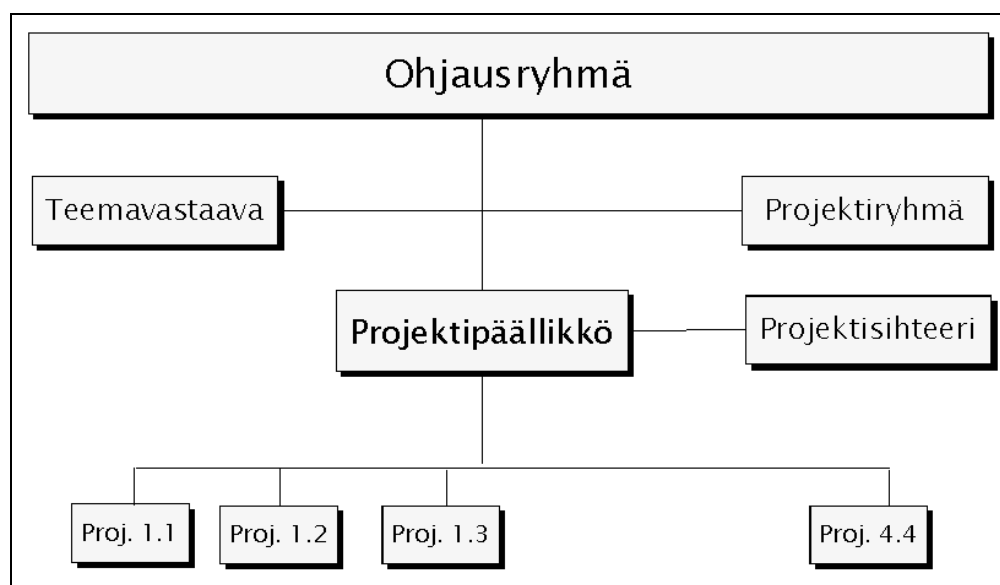 Ohjausryhmä
Teemavastaava
Projektiryhmä
Projektipäällikkö
Projektisihteeri
Proj. 1.1
Proj. 1.2
Proj. 1.3
Proj. 4.4